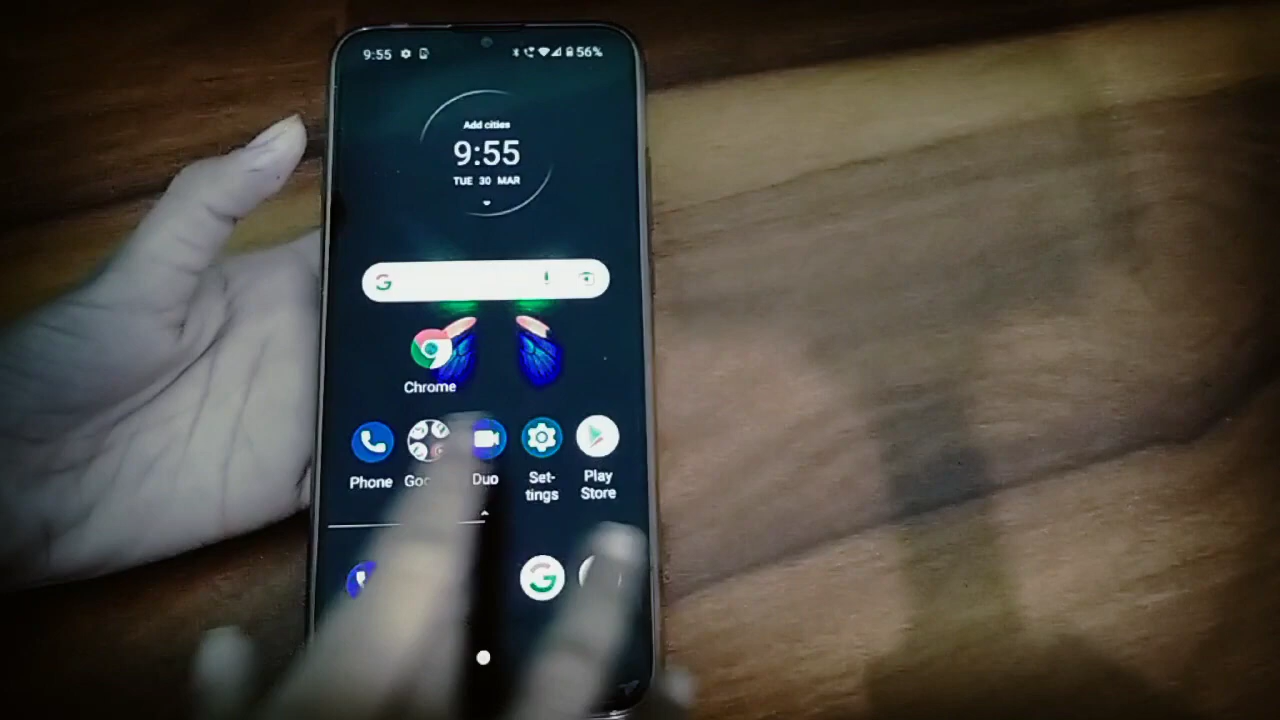 9:55 56%
Add cities
9:55
TUE 30 MAR
Chrome
Phone Duo Set-
tings Play
Store